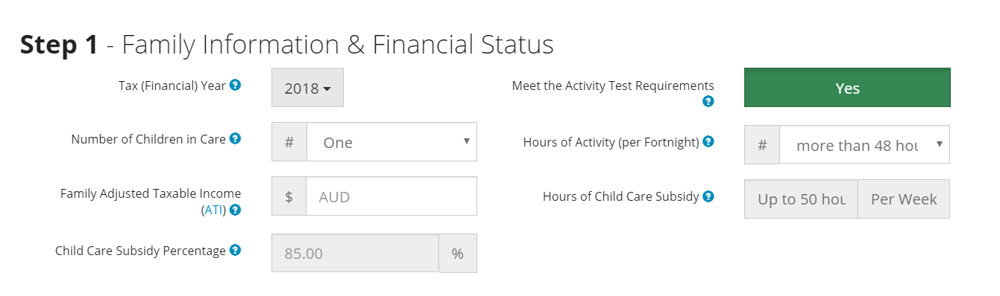 Step 1 - Family Information & Financial Status
Tax (Financial) Year ?
2018
Meet the Activity Test Requirements
?
Yes
Number of Children in Care ?
# One
Hours of Activity (per Fortnight) ?
# more than 48 hou
Family Adjusted Taxable Income
(ATI) ?
$ AUD
Hours of Child Care Subsidy ?
Up to 50 hou Per Week
Child Care Subsidy Percentage ?
85.00 %